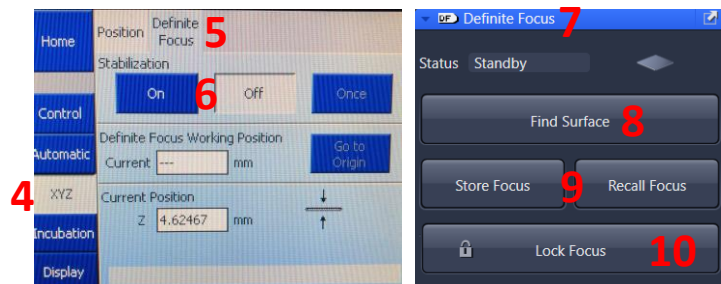 Home
Position
Definite
Focus
5
Stabilization
On
6
Off
Once
Control
Definite Focus Working Position
Current --- mm
Go to
Origin
Automatic
4
XYZ
Current Position
Z 4.62467 mm
Incubation
Display
7
DF Definite Focus
Status Standby
Find Surface
8
Store Focus
9
Recall Focus
Lock Focus
10